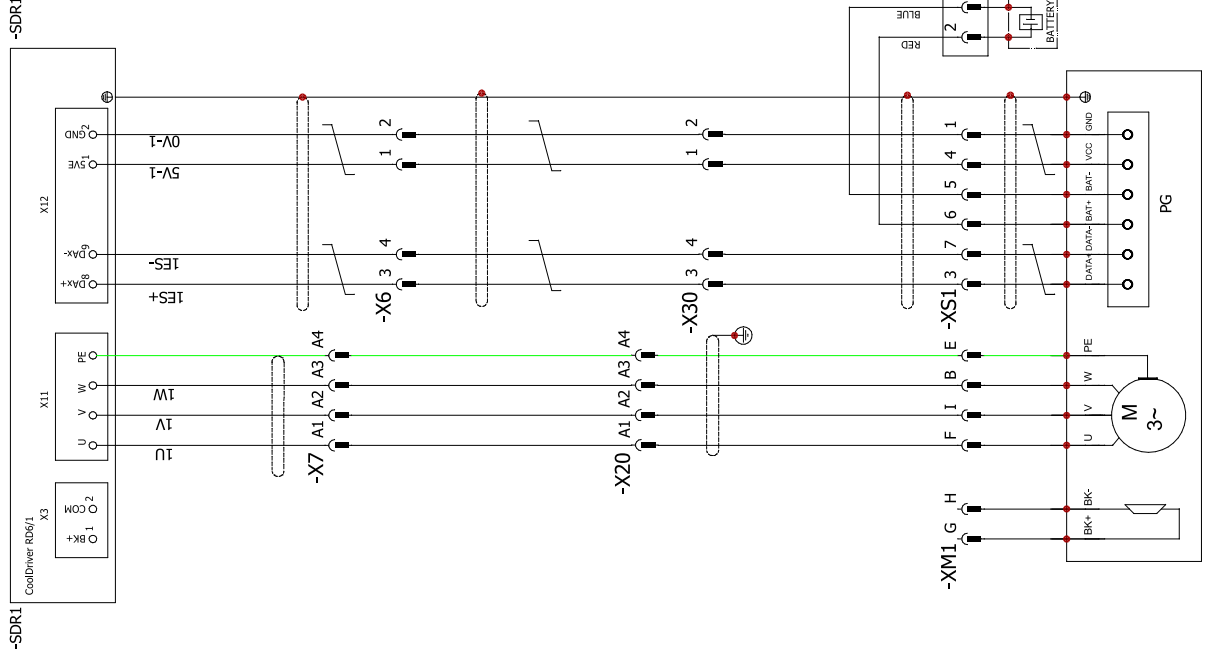 -SDR1
BLUE
RED
2
BATTERY
GND 2
0V-1
2
2
1
GND
5VE 1
5V-1
1
1
4
VCC
X12
5
BAT-
6
BAT+
PG
DAx- 9
1ES-
4
4
7
DATA-
DAx+ 8
1ES+
3
3
3
DATA+
-X6
-X30
-XS1
PE
A4
A4
E
PE
W
1W
A3
A3
B
W
X11
V
1V
A2
A2
I
V
M
3~
U
1U
A1
A1
F
U
-X7
-X20
X3
COM 2
H
BK-
BK+ 1
G
BK+
-XM1
CoolDriver RD6/1
-SDR1